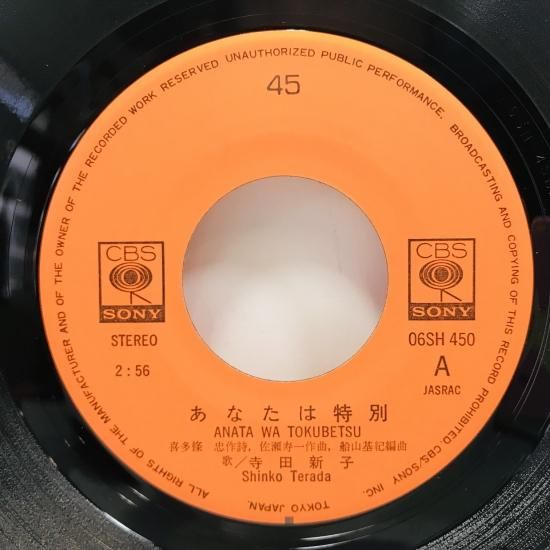 ALL RIGHTS OF THE MANUFACTURER AND OF THE OWNER OF THE RECORDED WORK RESERVED UNAUTHORIZED PUBLIC PERFORMANCE, BROADCASTING AND COPYING OF THIS RECORD PROHIBITED. CBS/SONY INC. TOKYO JAPAN.
45
CBS
SONY
STEREO
2:56
CBS
SONY
06SH 450
A
JASRAC
あなたは特別
ANATA WA TOKUBETSU
喜多條 忠作詩, 佐瀬寿一作曲, 船山基紀編曲
歌/寺田新子
Shinko Terada